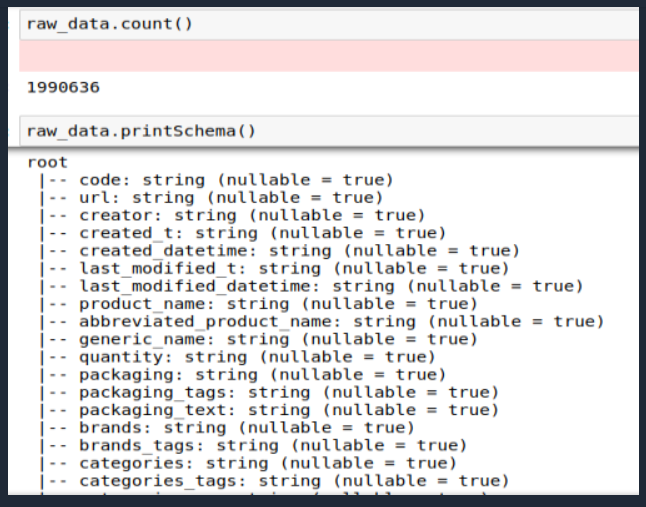 raw_data.count()
1990636
raw_data.printSchema()
root
|-- code: string (nullable = true)
|-- url: string (nullable = true)
|-- creator: string (nullable = true)
|-- created_t: string (nullable = true)
|-- created_datetime: string (nullable = true)
|-- last_modified_t: string (nullable = true)
|-- last_modified_datetime: string (nullable = true)
|-- product_name: string (nullable = true)
|-- abbreviated_product_name: string (nullable = true)
|-- generic_name: string (nullable = true)
|-- quantity: string (nullable = true)
|-- packaging: string (nullable = true)
|-- packaging_tags: string (nullable = true)
|-- packaging_text: string (nullable = true)
|-- brands: string (nullable = true)
|-- brands_tags: string (nullable = true)
|-- categories: string (nullable = true)
|-- categories_tags: string (nullable = true)